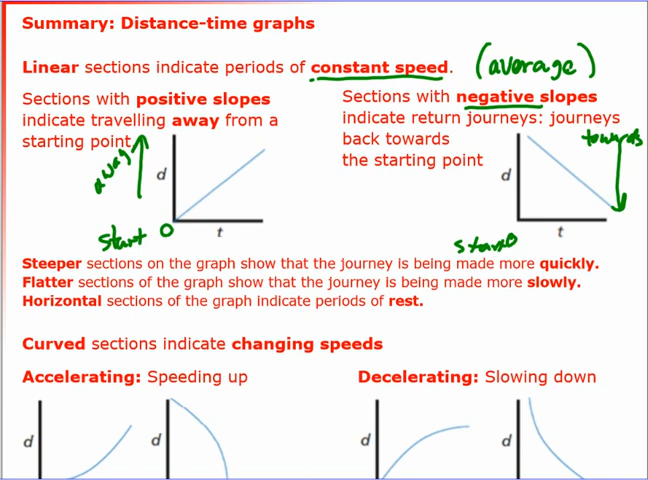 Summary: Distance-time graphs
Linear sections indicate periods of constant speed. (average)
Sections with positive slopes
indicate travelling away from a
starting point
away
d
start 0
t
Sections with negative slopes
indicate return journeys: journeys
back towards
the starting point
towards
d
start 0
t
Steeper sections on the graph show that the journey is being made more quickly.
Flatter sections of the graph show that the journey is being made more slowly.
Horizontal sections of the graph indicate periods of rest.
Curved sections indicate changing speeds
Accelerating: Speeding up
d
d
Decelerating: Slowing down
d
d